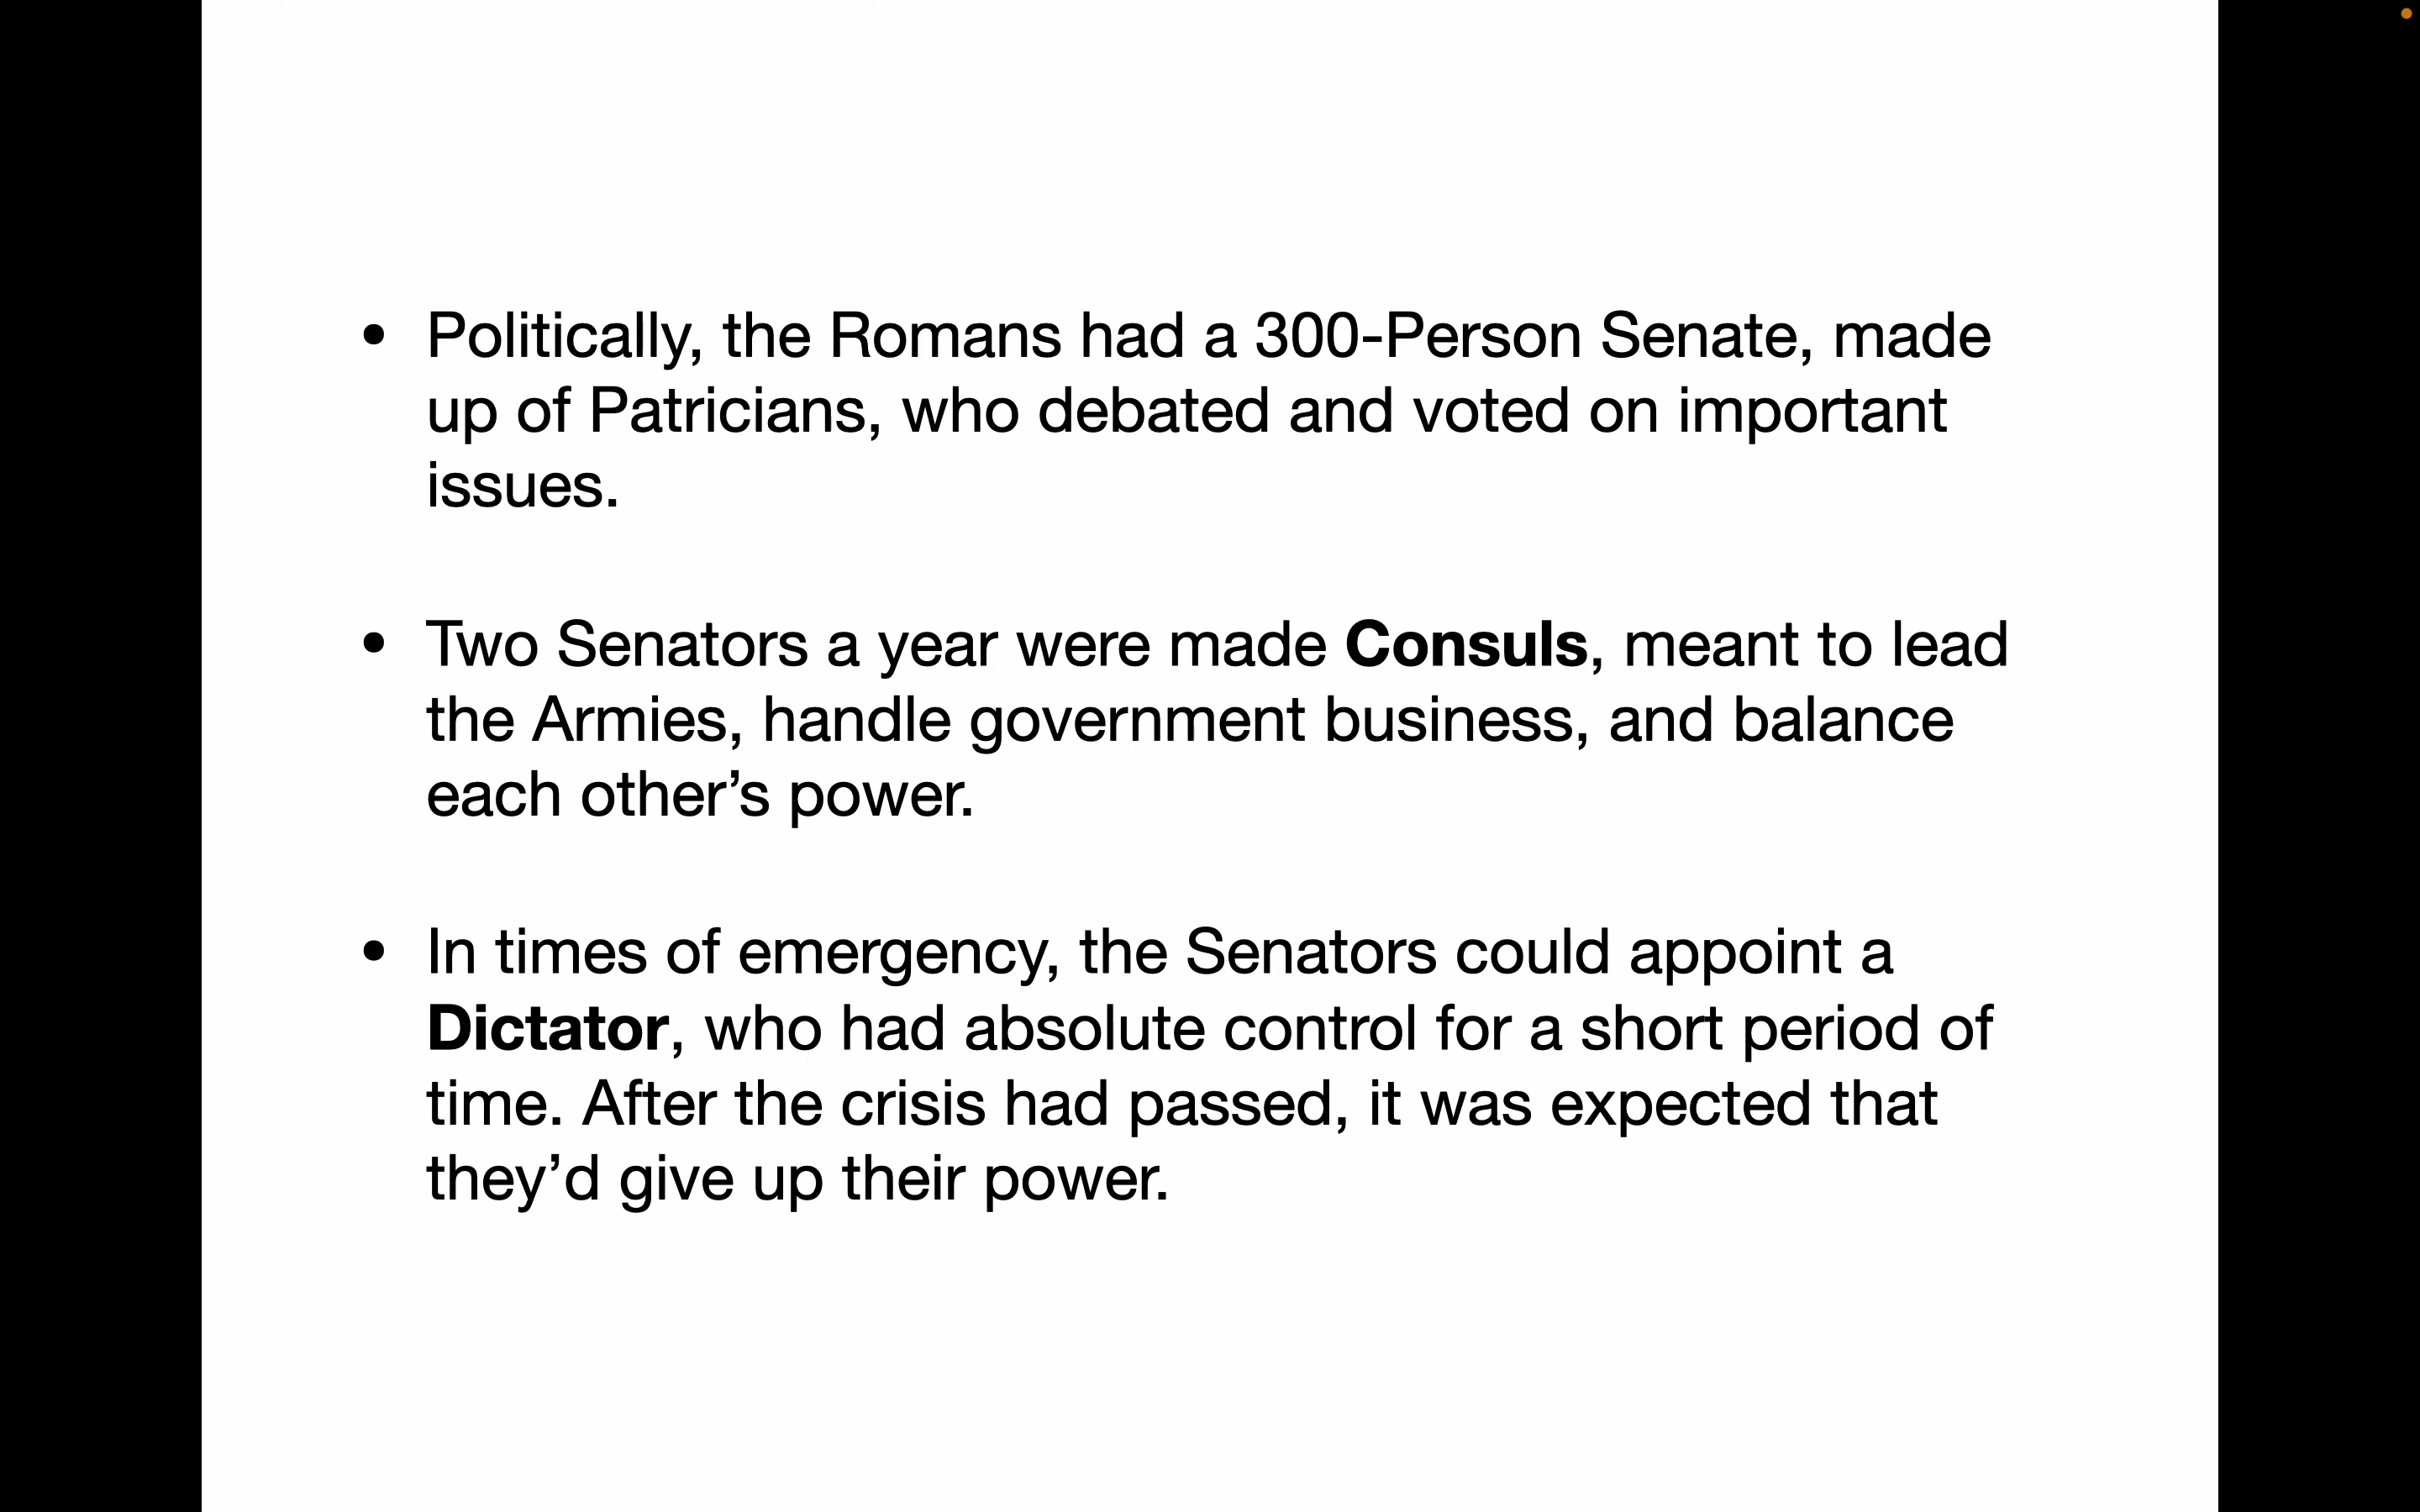 • Politically, the Romans had a 300-Person Senate, made
up of Patricians, who debated and voted on important
issues.
• Two Senators a year were made Consuls, meant to lead
the Armies, handle government business, and balance
each other’s power.
• In times of emergency, the Senators could appoint a
Dictator, who had absolute control for a short period of
time. After the crisis had passed, it was expected that
they’d give up their power.